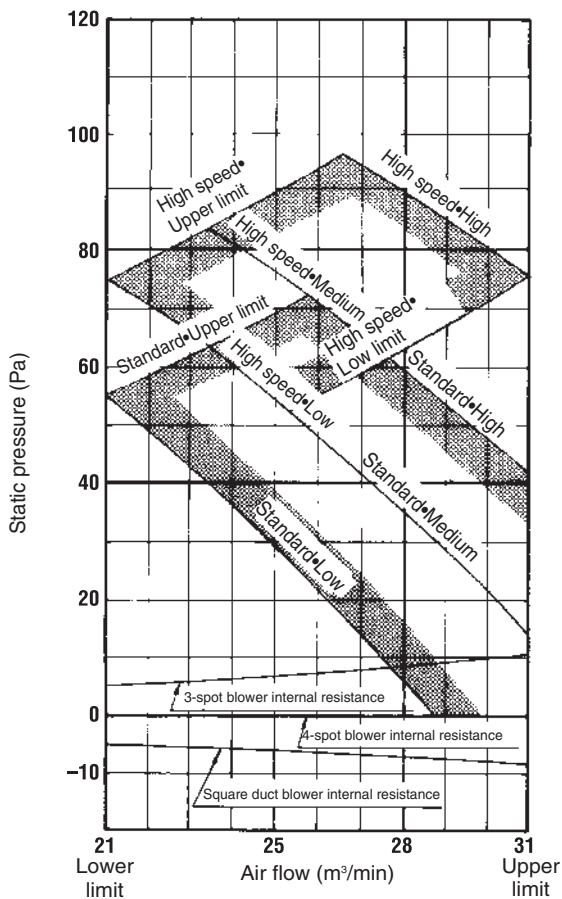 120
100
80
60
40
20
0
−10
Static pressure (Pa)
High speed•
Upper limit
High speed•High
High speed•Medium
Standard•Upper limit
High speed•
Low limit
High speed•Low
Standard•High
Standard•Medium
Standard•Low
3-spot blower internal resistance
4-spot blower internal resistance
Square duct blower internal resistance
21
25
28
31
Lower
limit
Air flow (m³/min)
Upper
limit